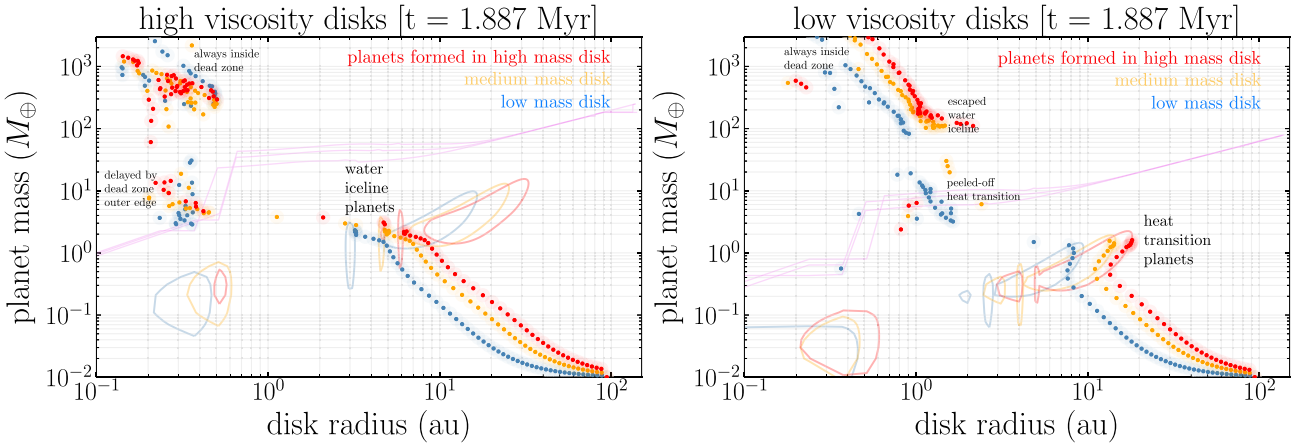 high viscosity disks [t = 1.887 Myr]
planet mass (M⊕)
10³
10²
10¹
10⁰
10⁻¹
10⁻²
always inside
dead zone
planets formed in high mass disk
medium mass disk
low mass disk
delayed by
dead zone
outer edge
water
iceline
planets
10⁻¹
10⁰
10¹
10²
disk radius (au)
low viscosity disks [t = 1.887 Myr]
planet mass (M⊕)
10³
10²
10¹
10⁰
10⁻¹
10⁻²
always inside
dead zone
planets formed in high mass disk
medium mass disk
low mass disk
escaped
water
iceline
peeled-off
heat transition
heat
transition
planets
10⁻¹
10⁰
10¹
10²
disk radius (au)